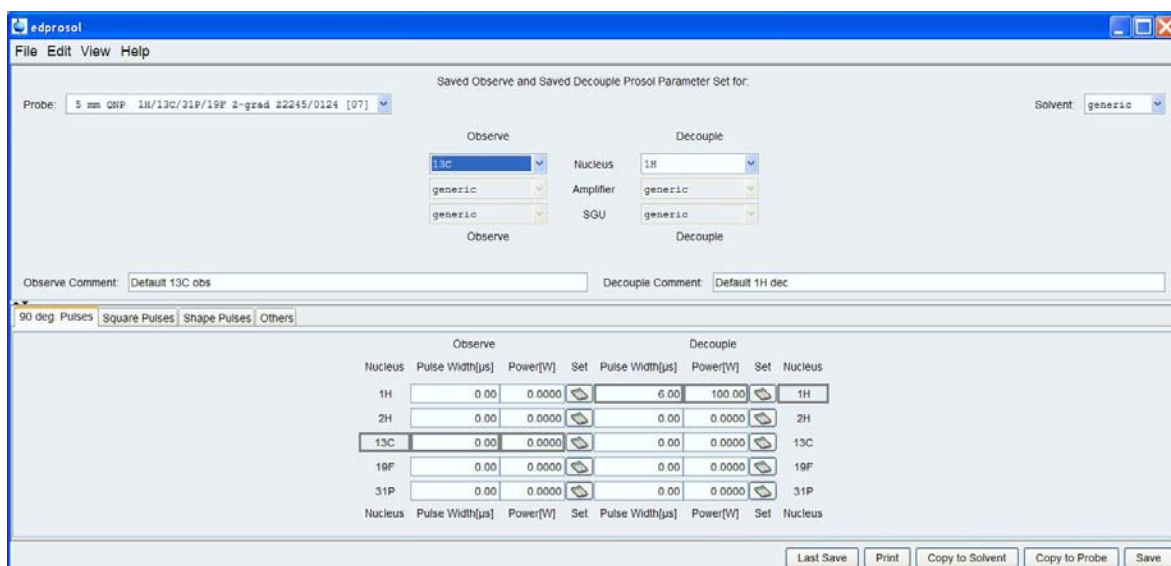 edprosol
File Edit View Help
Saved Observe and Saved Decouple Prosol Parameter Set for:
Probe: 5 mm QNP 1H/13C/31P/19F Z-grad Z2245/0124 [07] Solvent: generic
Observe Decouple
13C Nucleus 1H
generic Amplifier generic
generic SGU generic
Observe Decouple
Observe Comment: Default 13C obs Decouple Comment: Default 1H dec
90 deg. Pulses Square Pulses Shape Pulses Others
Observe Decouple
Nucleus Pulse Width[µs] Power[W] Set Pulse Width[µs] Power[W] Set Nucleus
1H 0.00 0.0000 6.00 100.00 1H
2H 0.00 0.0000 0.00 0.0000 2H
13C 0.00 0.0000 0.00 0.0000 13C
19F 0.00 0.0000 0.00 0.0000 19F
31P 0.00 0.0000 0.00 0.0000 31P
Nucleus Pulse Width[µs] Power[W] Set Pulse Width[µs] Power[W] Set Nucleus
Last Save Print Copy to Solvent Copy to Probe Save